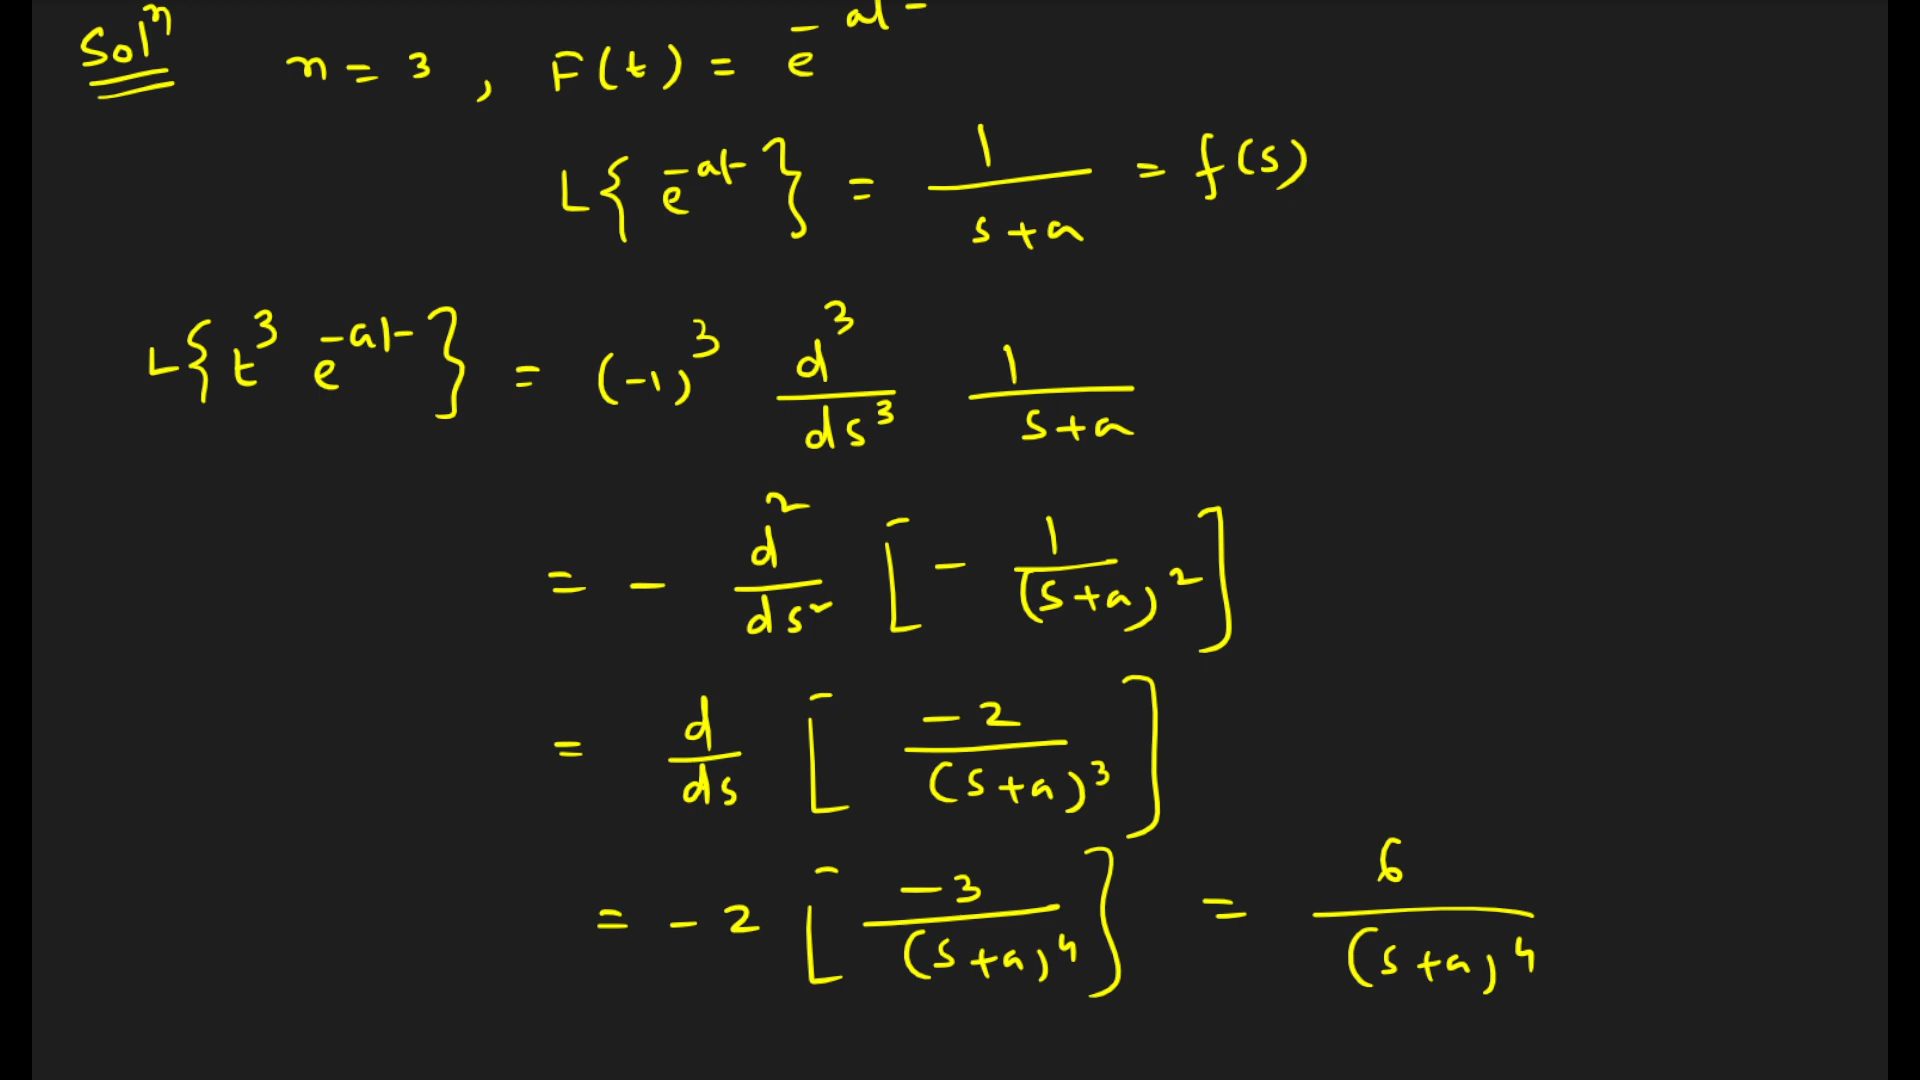 Solⁿ n = 3 , F(t) = e^{-at}
L{ e^{-at} } = 1/(s+a) = f(s)
L{ t³ e^{-at} } = (-1)³ d³/ds³ 1/(s+a)
= - d²/ds² [ - 1/(s+a)² ]
= d/ds [ -2/(s+a)³ ]
= -2 [ -3/(s+a)⁴ } = 6/(s+a)⁴